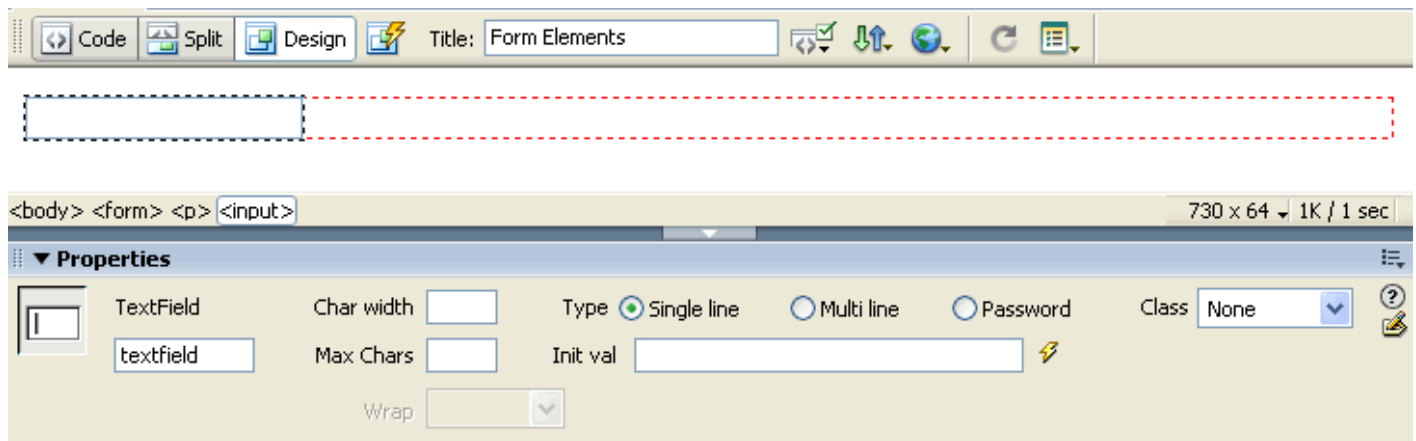 Code Split Design Title: Form Elements
<body> <form> <p> <input> 730 x 64 1K / 1 sec
Properties
TextField Char width Type Single line Multi line Password Class None
textfield Max Chars Init val
Wrap